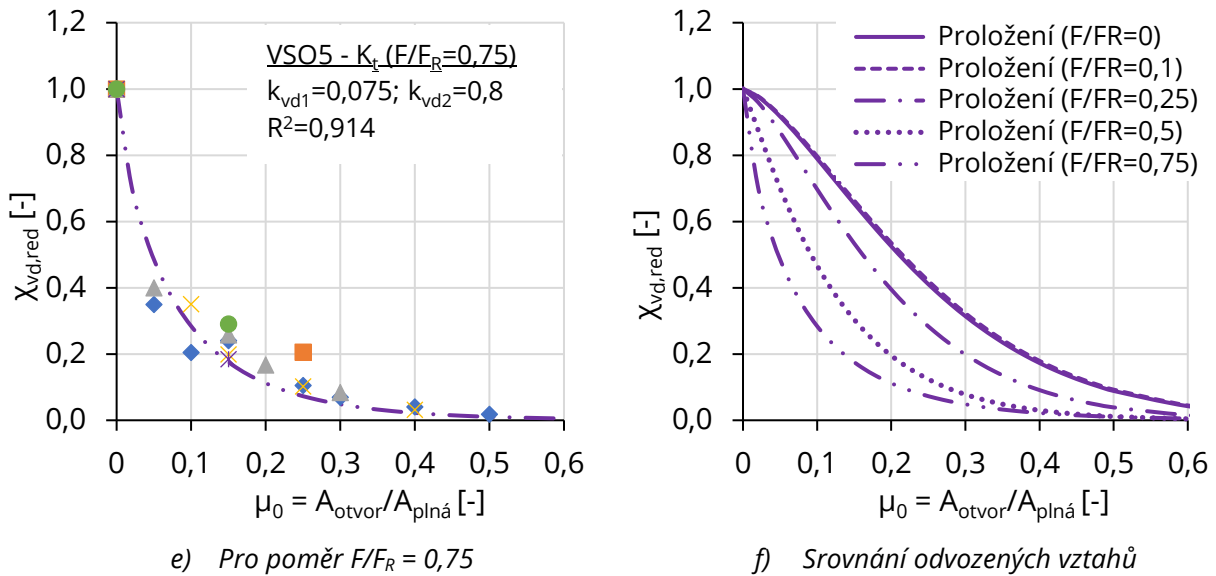 1,2
1,0
0,8
0,6
0,4
0,2
0,0
χvd,red [-]
VSO5 - Kt (F/FR=0,75)
kvd1=0,075; kvd2=0,8
R²=0,914
0 0,1 0,2 0,3 0,4 0,5 0,6
μ0 = Aotvor/Aplná [-]
e) Pro poměr F/FR = 0,75
1,2
1,0
0,8
0,6
0,4
0,2
0,0
χvd,red [-]
Proložení (F/FR=0)
Proložení (F/FR=0,1)
Proložení (F/FR=0,25)
Proložení (F/FR=0,5)
Proložení (F/FR=0,75)
0 0,1 0,2 0,3 0,4 0,5 0,6
μ0 = Aotvor/Aplná [-]
f) Srovnání odvozených vztahů